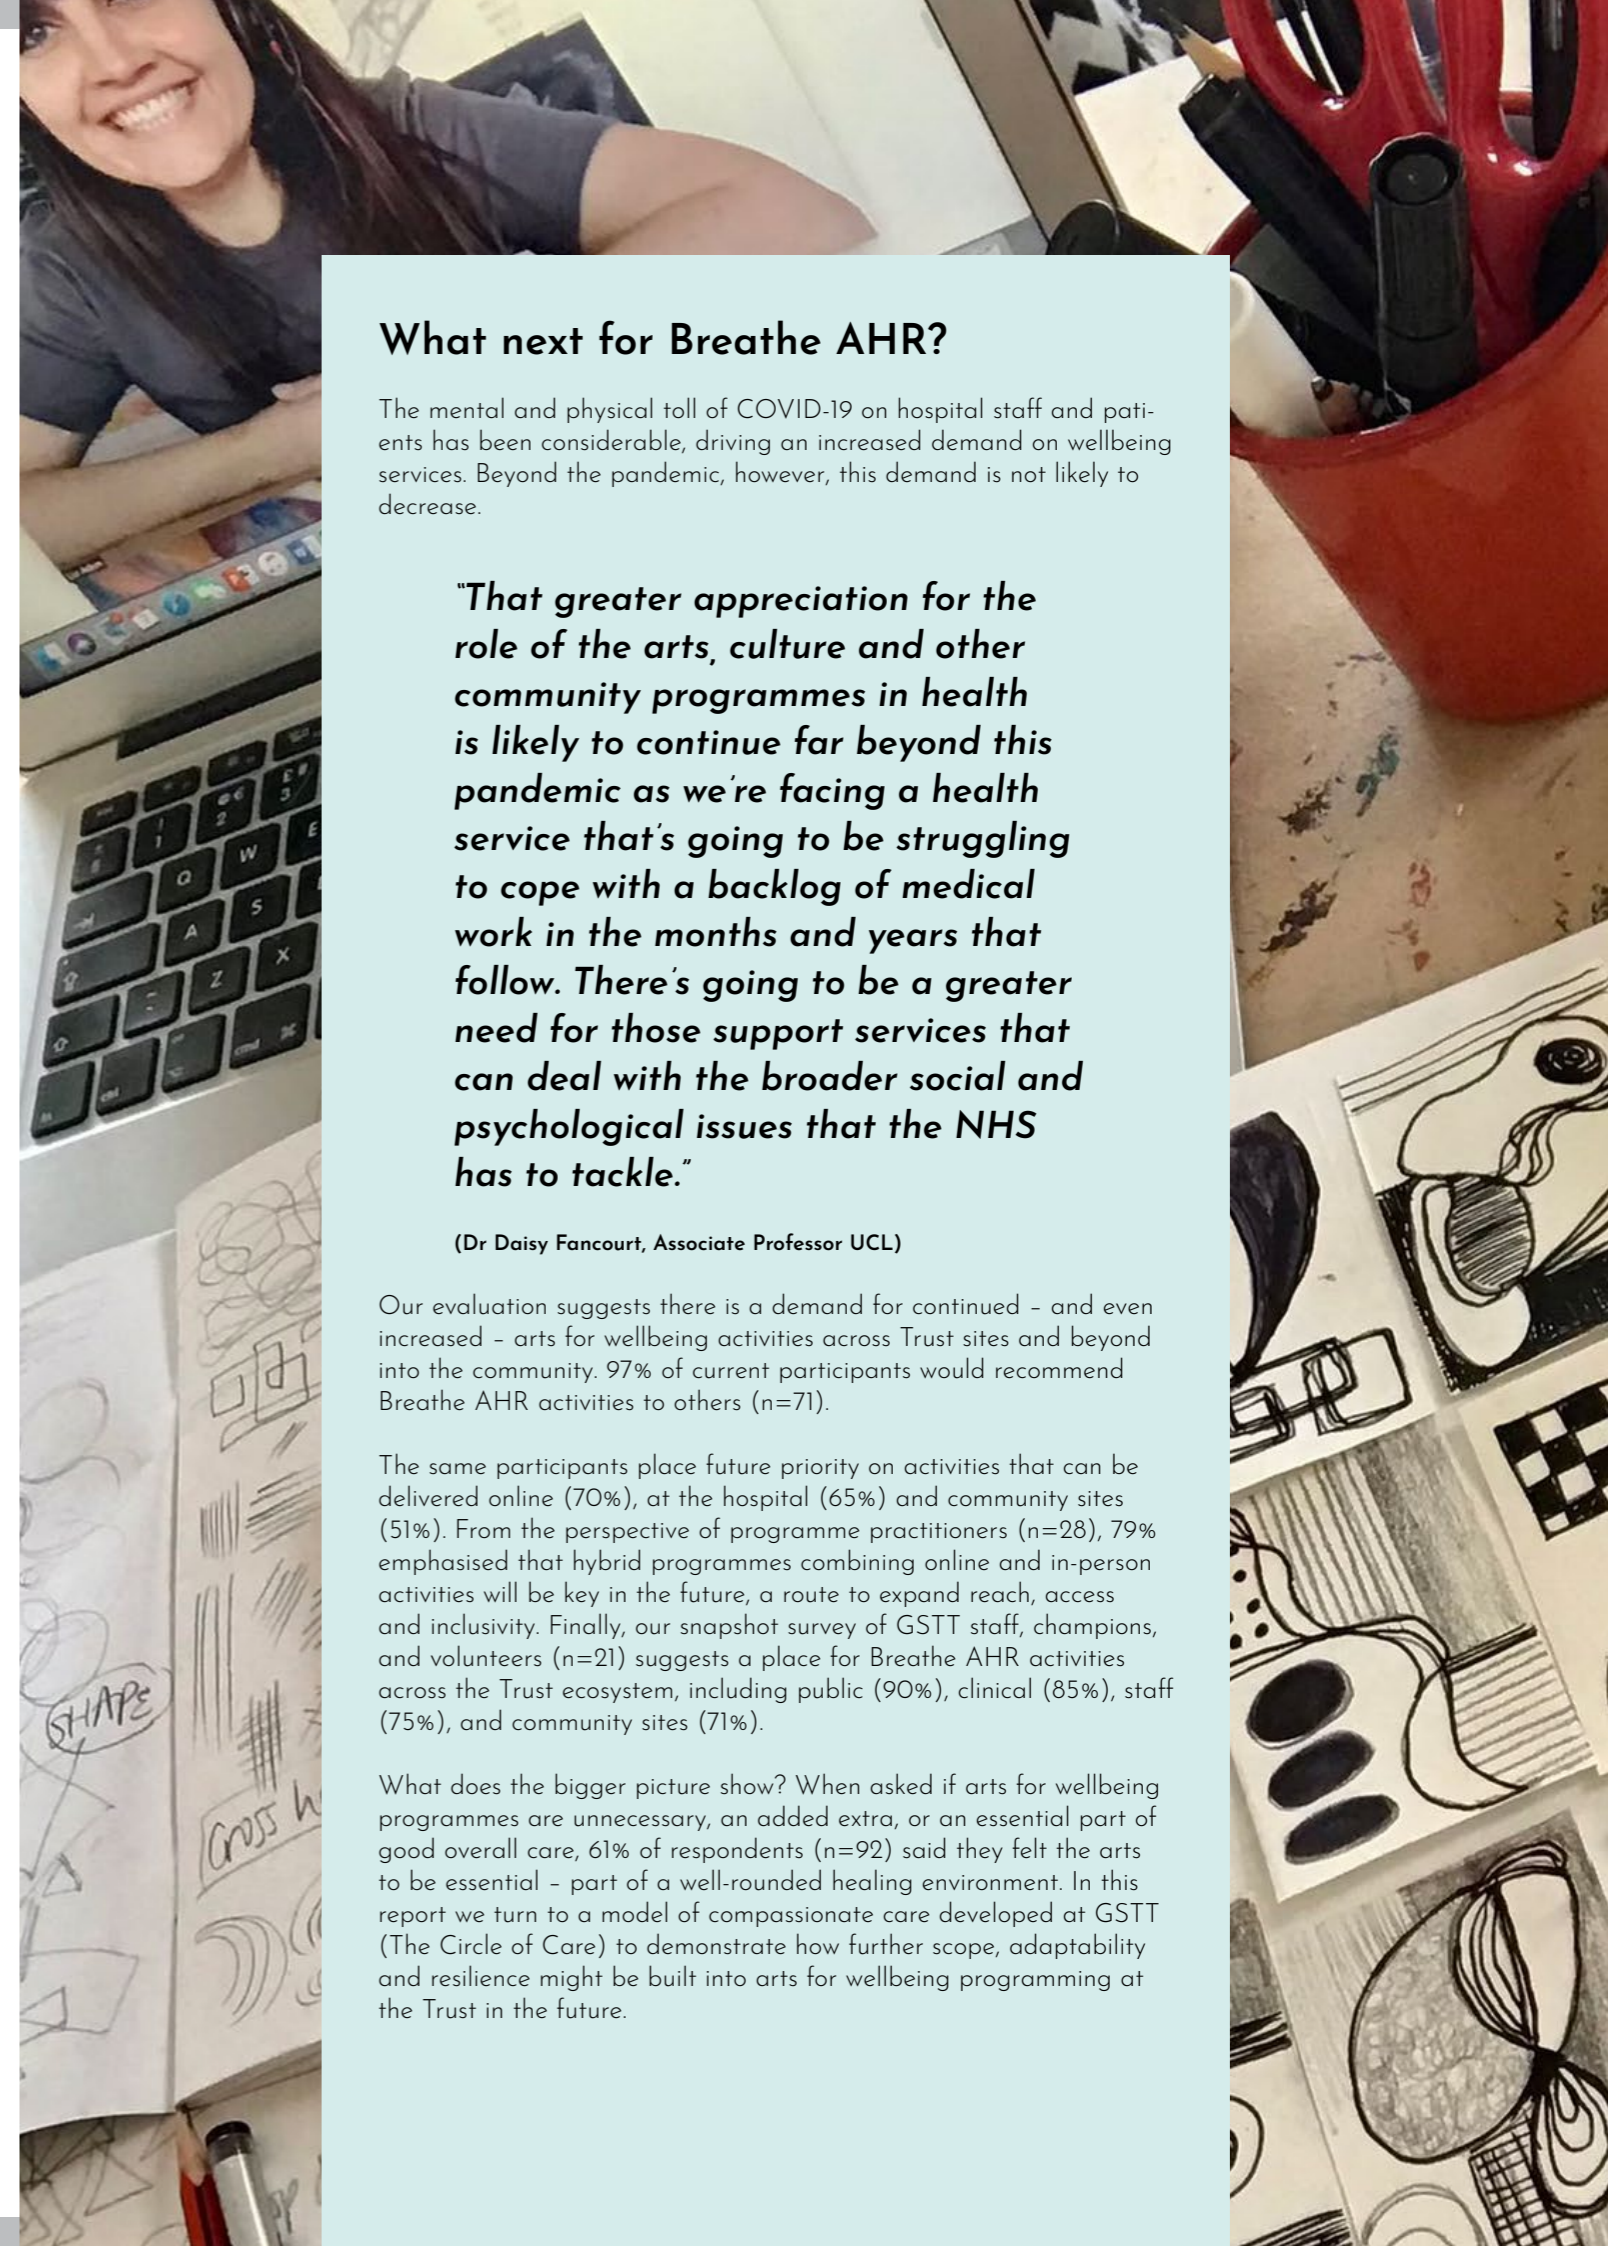 What next for Breathe AHR?
The mental and physical toll of COVID-19 on hospital staff and pati-
ents has been considerable, driving an increased demand on wellbeing
services. Beyond the pandemic, however, this demand is not likely to
decrease.
"That greater appreciation for the
role of the arts, culture and other
community programmes in health
is likely to continue far beyond this
pandemic as we're facing a health
service that's going to be struggling
to cope with a backlog of medical
work in the months and years that
follow. There's going to be a greater
need for those support services that
can deal with the broader social and
psychological issues that the NHS
has to tackle."
(Dr Daisy Fancourt, Associate Professor UCL)
Our evaluation suggests there is a demand for continued – and even
increased – arts for wellbeing activities across Trust sites and beyond
into the community. 97% of current participants would recommend
Breathe AHR activities to others (n=71).
The same participants place future priority on activities that can be
delivered online (70%), at the hospital (65%) and community sites
(51%). From the perspective of programme practitioners (n=28), 79%
emphasised that hybrid programmes combining online and in-person
activities will be key in the future, a route to expand reach, access
and inclusivity. Finally, our snapshot survey of GSTT staff, champions,
and volunteers (n=21) suggests a place for Breathe AHR activities
across the Trust ecosystem, including public (90%), clinical (85%), staff
(75%), and community sites (71%).
What does the bigger picture show? When asked if arts for wellbeing
programmes are unnecessary, an added extra, or an essential part of
good overall care, 61% of respondents (n=92) said they felt the arts
to be essential – part of a well-rounded healing environment. In this
report we turn to a model of compassionate care developed at GSTT
(The Circle of Care) to demonstrate how further scope, adaptability
and resilience might be built into arts for wellbeing programming at
the Trust in the future.
£ #
3
€
2
!
1
Q
W
E
A
S
Z
X
cmd
SHAPE
Cross h